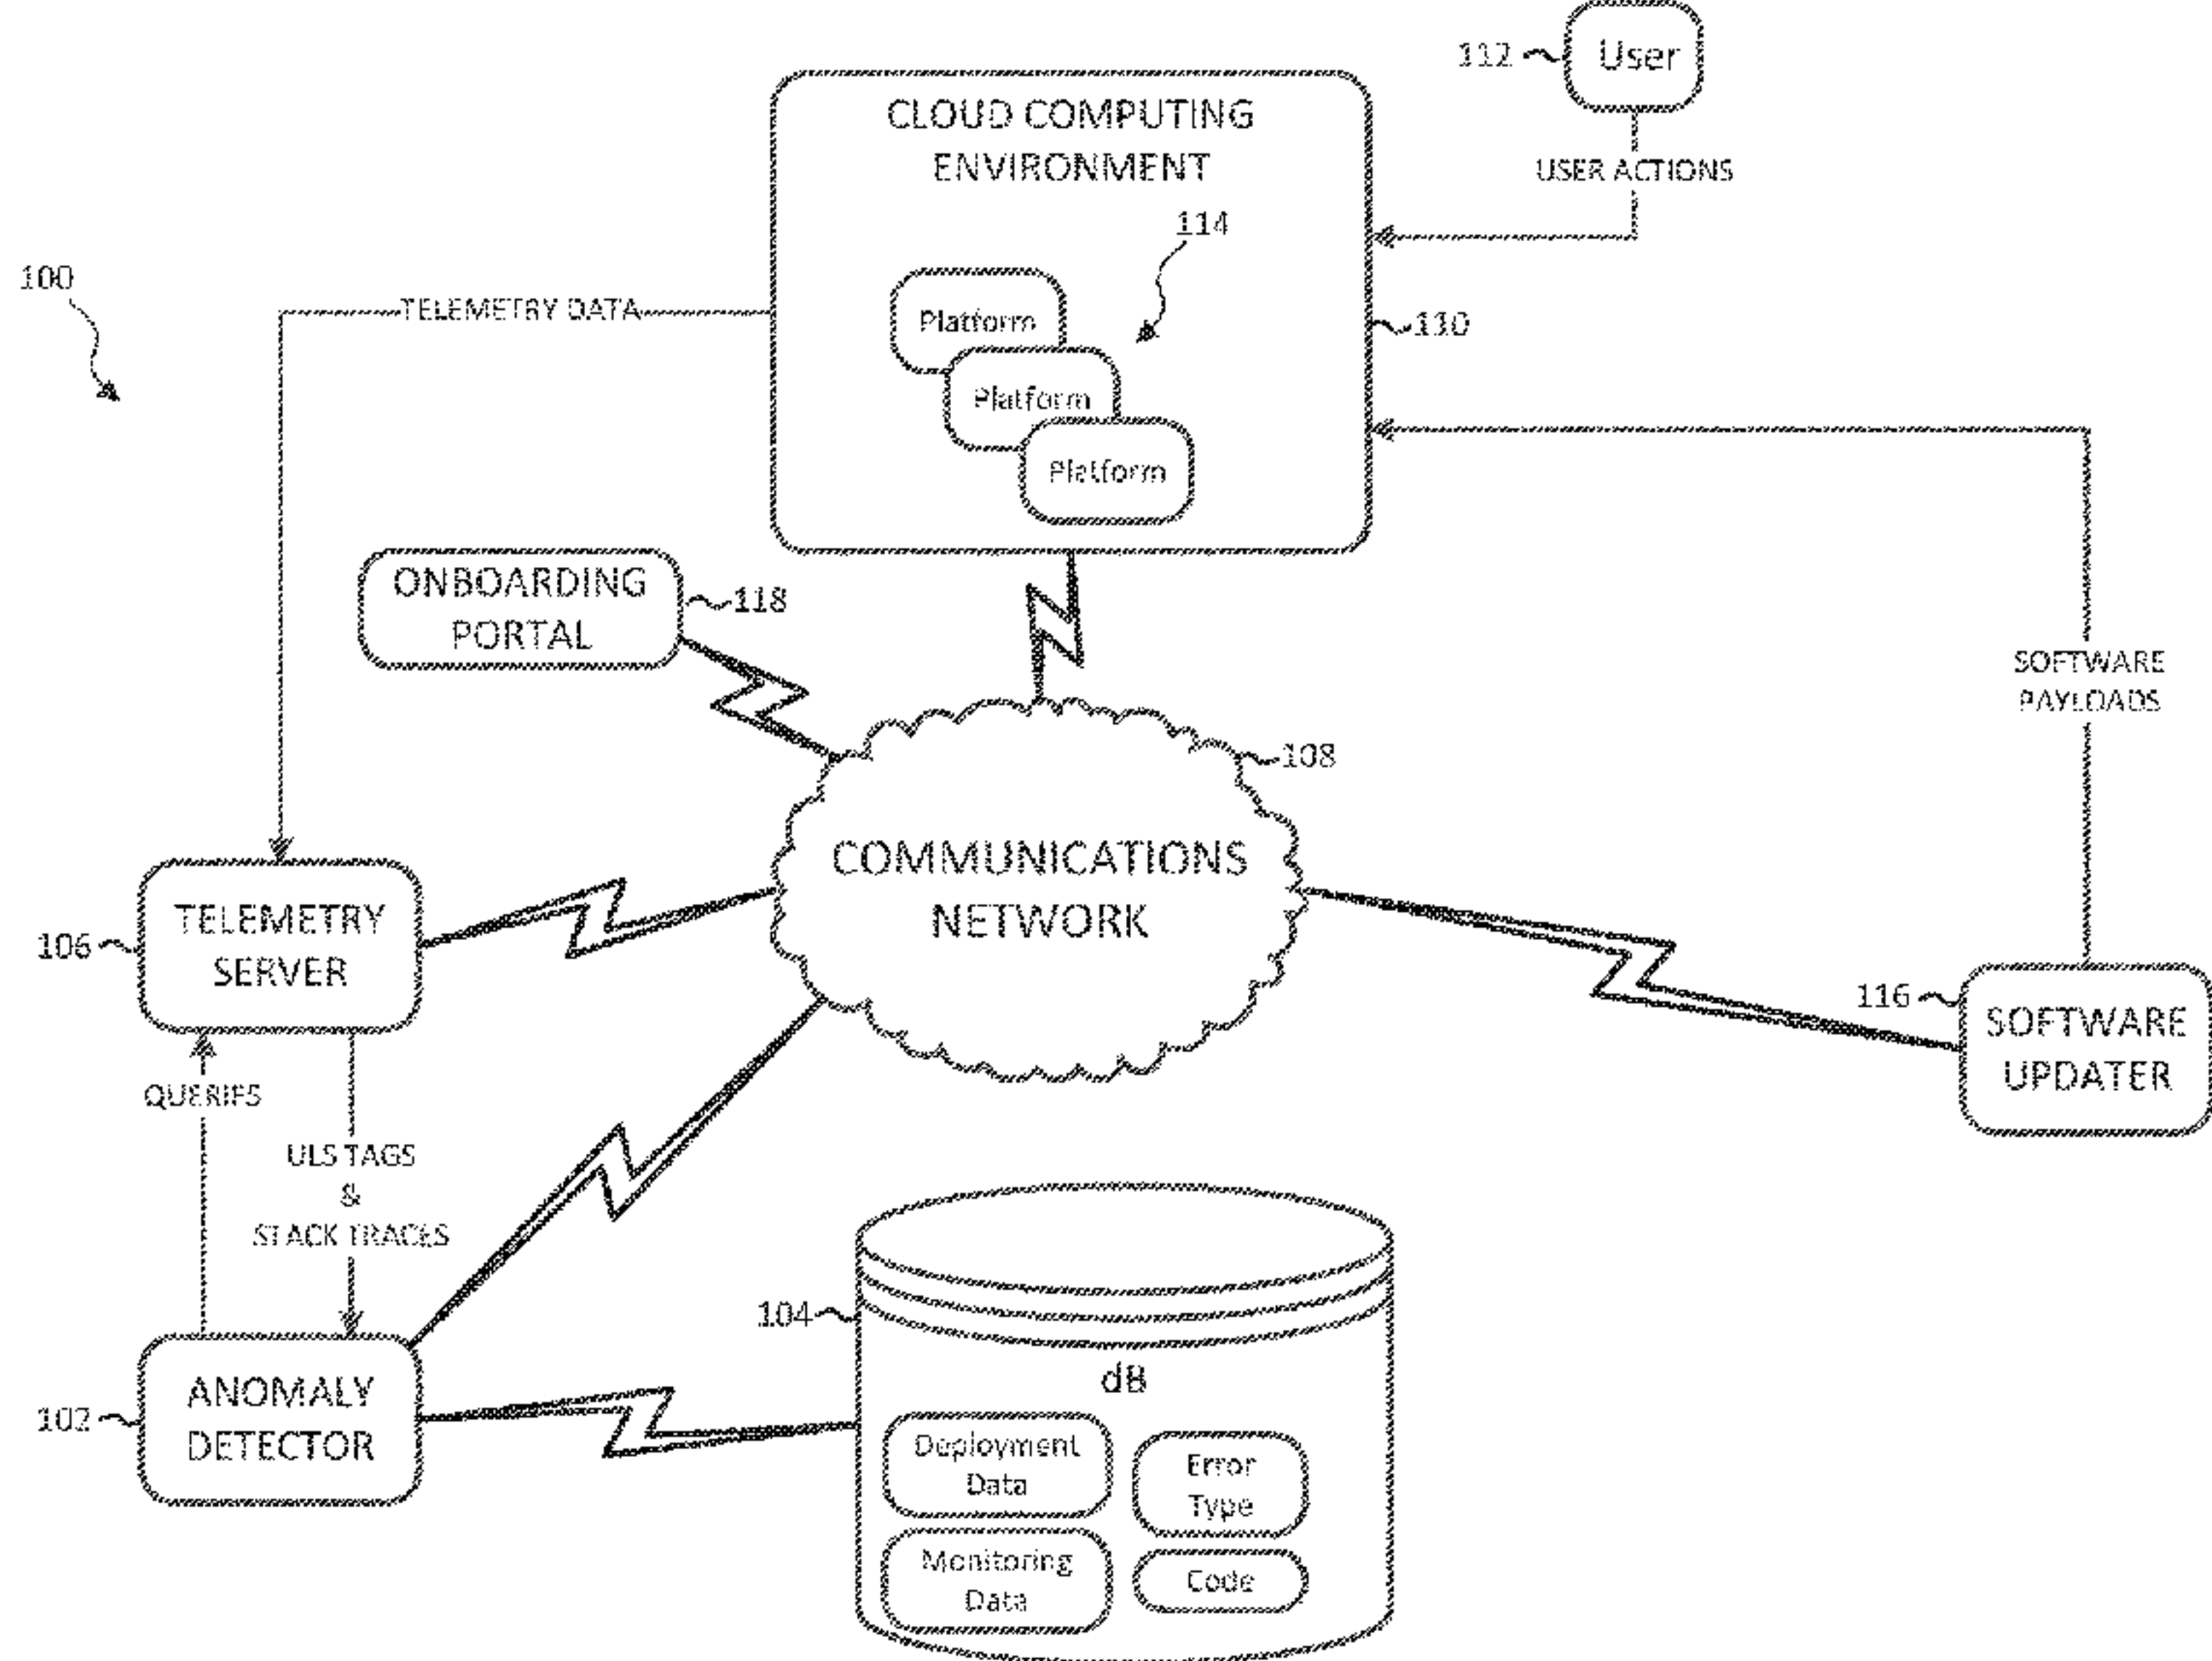 112
User
CLOUD COMPUTING
ENVIRONMENT
USER ACTIONS
114
100
TELEMETRY DATA
Platform
110
Platform
Platform
ONBOARDING
PORTAL
118
SOFTWARE
PAYLOADS
108
COMMUNICATIONS
NETWORK
TELEMETRY
SERVER
106
116
SOFTWARE
UPDATER
QUERIES
ULS TAGS
&
STACK TRACES
104
dB
ANOMALY
DETECTOR
102
Deployment
Data
Error
Type
Monitoring
Data
Code